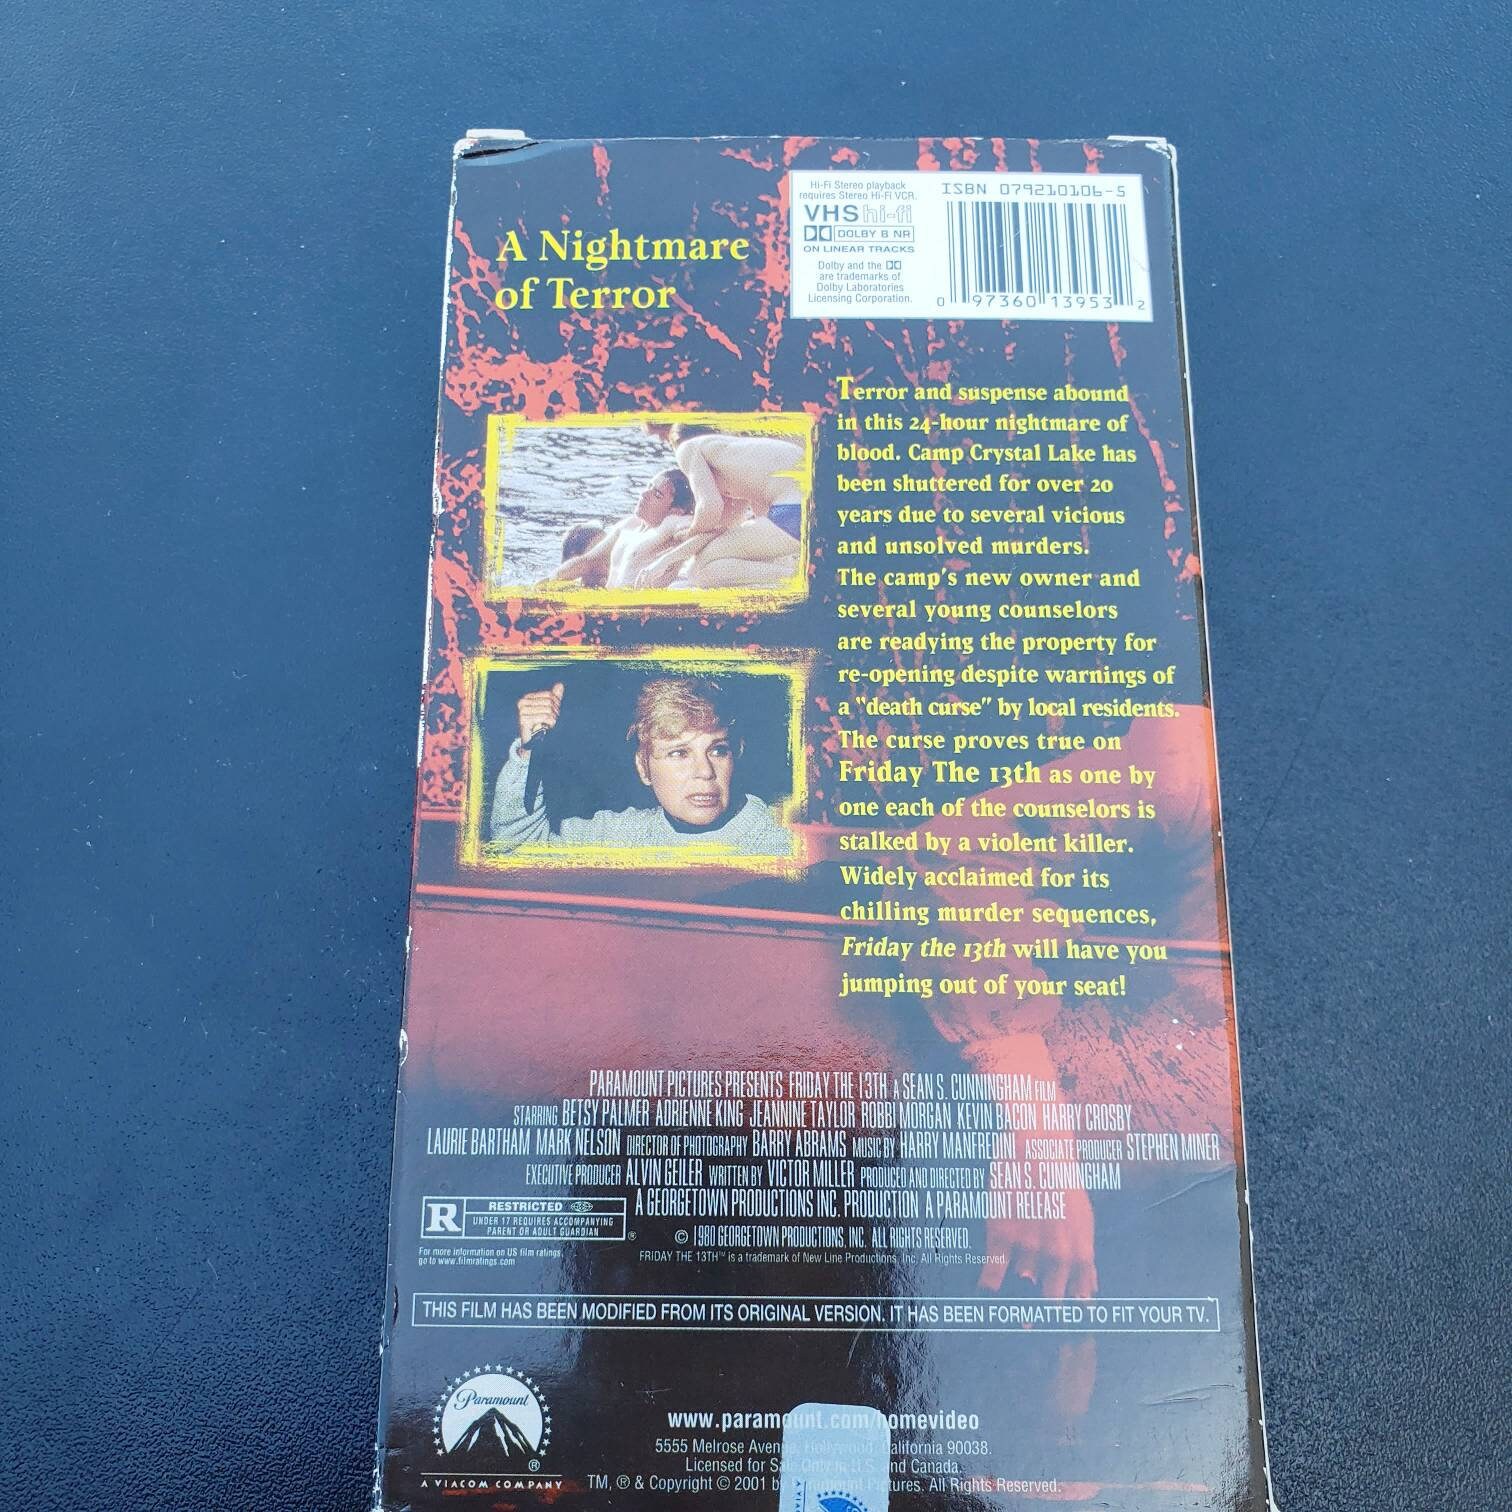 A Nightmare
of Terror
Hi-Fi Stereo playback
requires Stereo Hi-Fi VCR.
VHS hi-fi
DOLBY B NR
ON LINEAR TRACKS
Dolby and the
are trademarks of
Dolby Laboratories
Licensing Corporation.
ISBN 079210106-5
0 97360 13953 2
Terror and suspense abound
in this 24-hour nightmare of
blood. Camp Crystal Lake has
been shuttered for over 20
years due to several vicious
and unsolved murders.
The camp's new owner and
several young counselors
are readying the property for
re-opening despite warnings of
a "death curse" by local residents.
The curse proves true on
Friday The 13th as one by
one each of the counselors is
stalked by a violent killer.
Widely acclaimed for its
chilling murder sequences,
Friday the 13th will have you
jumping out of your seat!
PARAMOUNT PICTURES PRESENTS FRIDAY THE 13TH A SEAN S. CUNNINGHAM FILM
STARRING BETSY PALMER ADRIENNE KING JEANNINE TAYLOR ROBBI MORGAN KEVIN BACON HARRY CROSBY
LAURIE BARTHAM MARK NELSON DIRECTOR OF PHOTOGRAPHY BARRY ABRAMS MUSIC BY HARRY MANFREDINI ASSOCIATE PRODUCER STEPHEN MINER
EXECUTIVE PRODUCER ALVIN GEILER WRITTEN BY VICTOR MILLER PRODUCED AND DIRECTED BY SEAN S. CUNNINGHAM
A GEORGETOWN PRODUCTIONS INC. PRODUCTION A PARAMOUNT RELEASE
R RESTRICTED
UNDER 17 REQUIRES ACCOMPANYING
PARENT OR ADULT GUARDIAN ®
© 1980 GEORGETOWN PRODUCTIONS, INC. ALL RIGHTS RESERVED.
For more information on US film ratings,
go to www.filmratings.com
FRIDAY THE 13TH™ is a trademark of New Line Productions, Inc. All Rights Reserved.
THIS FILM HAS BEEN MODIFIED FROM ITS ORIGINAL VERSION. IT HAS BEEN FORMATTED TO FIT YOUR TV.
Paramount
®
A VIACOM COMPANY
www.paramount.com/homevideo
5555 Melrose Avenue, Hollywood, California 90038.
Licensed for Sale Only in U.S. and Canada.
TM, ® & Copyright © 2001 by Paramount Pictures. All Rights Reserved.